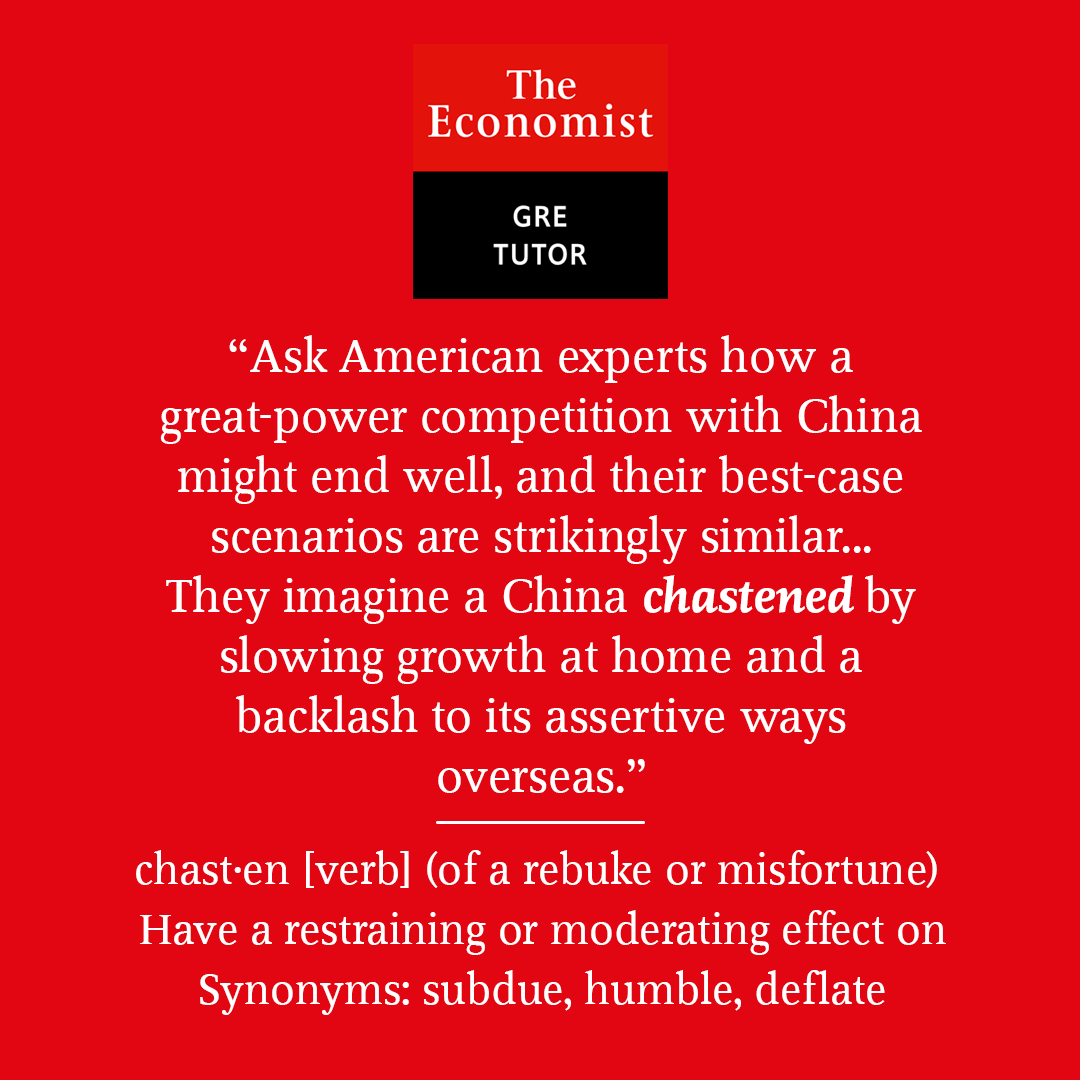 The
Economist
GRE
TUTOR
“Ask American experts how a
great-power competition with China
might end well, and their best-case
scenarios are strikingly similar...
They imagine a China chastened by
slowing growth at home and a
backlash to its assertive ways
overseas.”
chast·en [verb] (of a rebuke or misfortune)
Have a restraining or moderating effect on
Synonyms: subdue, humble, deflate